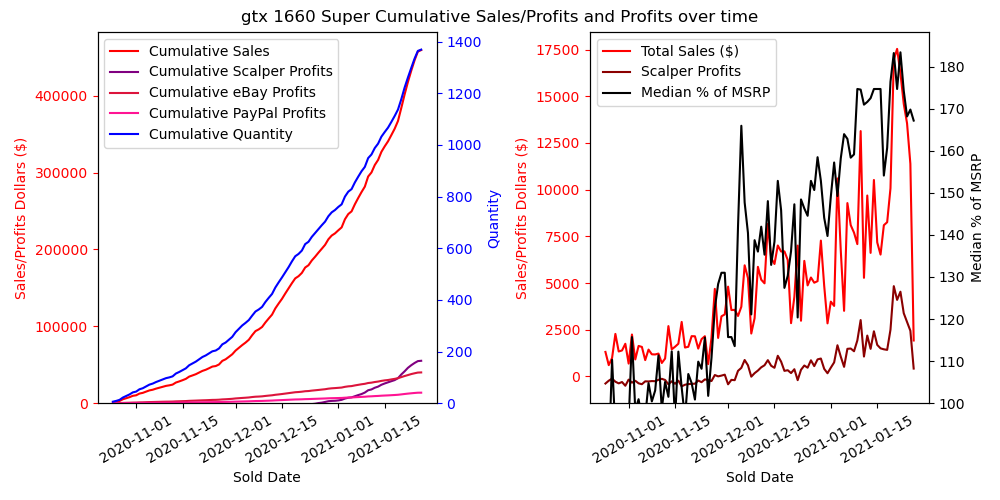 gtx 1660 Super Cumulative Sales/Profits and Profits over time
Cumulative Sales
Cumulative Scalper Profits
Cumulative eBay Profits
Cumulative PayPal Profits
Cumulative Quantity
Sales/Profits Dollars ($)
400000
300000
200000
100000
0
1400
1200
1000
800
600
400
200
0
Quantity
2020-11-01
2020-11-15
2020-12-01
2020-12-15
2021-01-01
2021-01-15
Sold Date
Total Sales ($)
Scalper Profits
Median % of MSRP
Sales/Profits Dollars ($)
17500
15000
12500
10000
7500
5000
2500
0
180
170
160
150
140
130
120
110
100
Median % of MSRP
2020-11-01
2020-11-15
2020-12-01
2020-12-15
2021-01-01
2021-01-15
Sold Date